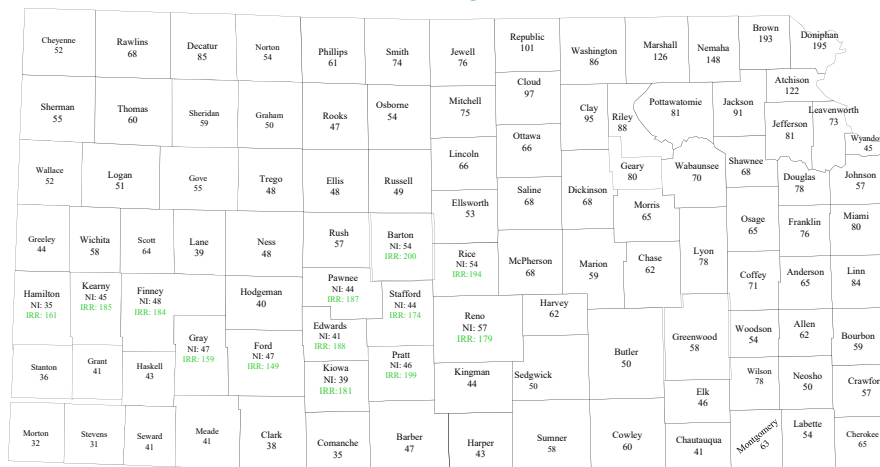 Cheyenne
52
Rawlins
68
Decatur
85
Norton
54
Phillips
61
Smith
74
Jewell
76
Republic
101
Washington
86
Marshall
126
Nemaha
148
Brown
193
Doniphan
195
Cloud
97
Atchison
122
Sherman
55
Thomas
60
Sheridan
59
Graham
50
Rooks
47
Osborne
54
Mitchell
75
Clay
95
Riley
88
Pottawatomie
81
Jackson
91
Jefferson
81
Leavenworth
73
Wyando
45
Ottawa
66
Lincoln
66
Wallace
52
Logan
51
Gove
55
Trego
48
Ellis
48
Russell
49
Ellsworth
53
Saline
68
Dickinson
68
Geary
80
Wabaunsee
70
Shawnee
68
Douglas
78
Johnson
57
Morris
65
Greeley
44
Wichita
58
Scott
64
Lane
39
Ness
48
Rush
57
Barton
NI: 54
IRR: 200
Rice
NI: 54
IRR:194
McPherson
68
Marion
59
Chase
62
Lyon
78
Osage
65
Franklin
76
Miami
80
Coffey
71
Anderson
65
Linn
84
Hamilton
NI: 35
IRR: 161
Kearny
NI: 45
IRR: 185
Finney
NI: 48
IRR: 184
Hodgeman
40
Pawnee
NI: 44
IRR: 187
Stafford
NI: 44
IRR: 174
Reno
NI: 57
IRR: 179
Harvey
62
Gray
NI: 47
IRR: 159
Ford
NI: 47
IRR: 149
Edwards
NI: 41
IRR: 188
Kiowa
NI: 39
IRR:181
Pratt
NI: 46
IRR: 199
Kingman
44
Sedgwick
50
Butler
50
Greenwood
58
Woodson
54
Allen
62
Bourbon
59
Stanton
36
Grant
41
Haskell
43
Elk
46
Wilson
78
Neosho
50
Crawfor
57
Morton
32
Stevens
31
Seward
41
Meade
41
Clark
38
Comanche
35
Barber
47
Harper
43
Sumner
58
Cowley
60
Chautauqua
41
Montgomery
63
Labette
54
Cherokee
65